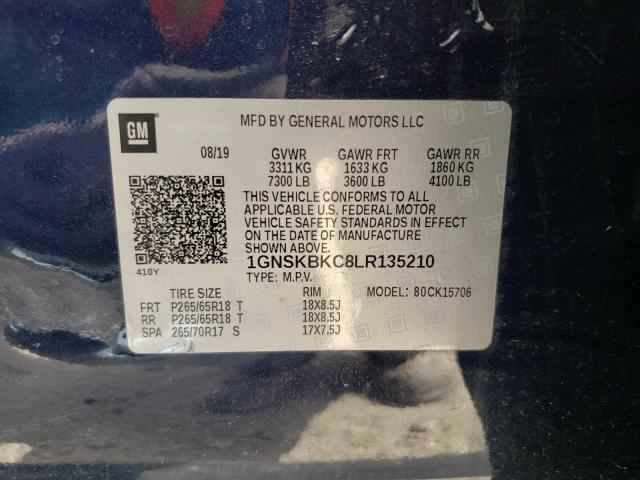 GM
MFD BY GENERAL MOTORS LLC
08/19 GVWR GAWR FRT GAWR RR
3311 KG 1633 KG 1860 KG
7300 LB 3600 LB 4100 LB
THIS VEHICLE CONFORMS TO ALL
APPLICABLE U.S. FEDERAL MOTOR
VEHICLE SAFETY STANDARDS IN EFFECT
ON THE DATE OF MANUFACTURE
SHOWN ABOVE.
410Y
1GNSKBKC8LR135210
TYPE: M.P.V.
TIRE SIZE RIM MODEL: 80CK15706
FRT P265/65R18 T 18X8.5J
RR P265/65R18 T 18X8.5J
SPA 265/70R17 S 17X7.5J